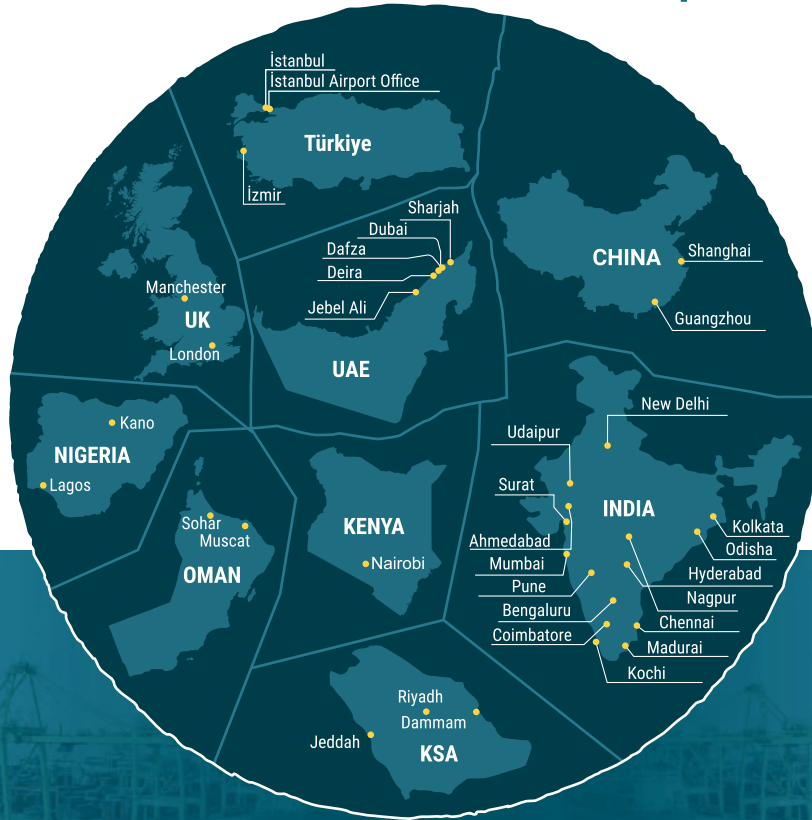 İstanbul
İstanbul Airport Office
Türkiye
İzmir
Sharjah
Dubai
Dafza
Deira
Jebel Ali
UAE
CHINA
Shanghai
Guangzhou
Manchester
UK
London
NIGERIA
Kano
Lagos
Sohar
Muscat
OMAN
KENYA
Nairobi
New Delhi
Udaipur
Surat
INDIA
Ahmedabad
Mumbai
Pune
Bengaluru
Coimbatore
Kolkata
Odisha
Hyderabad
Nagpur
Chennai
Madurai
Kochi
Riyadh
Dammam
Jeddah
KSA